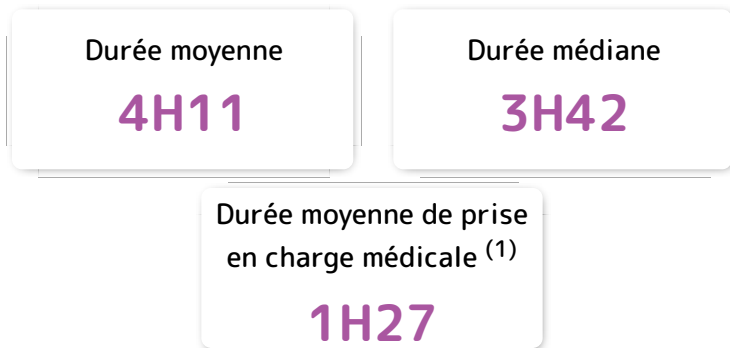 Durée moyenne
4H11
Durée médiane
3H42
Durée moyenne de prise
en charge médicale (1)
1H27